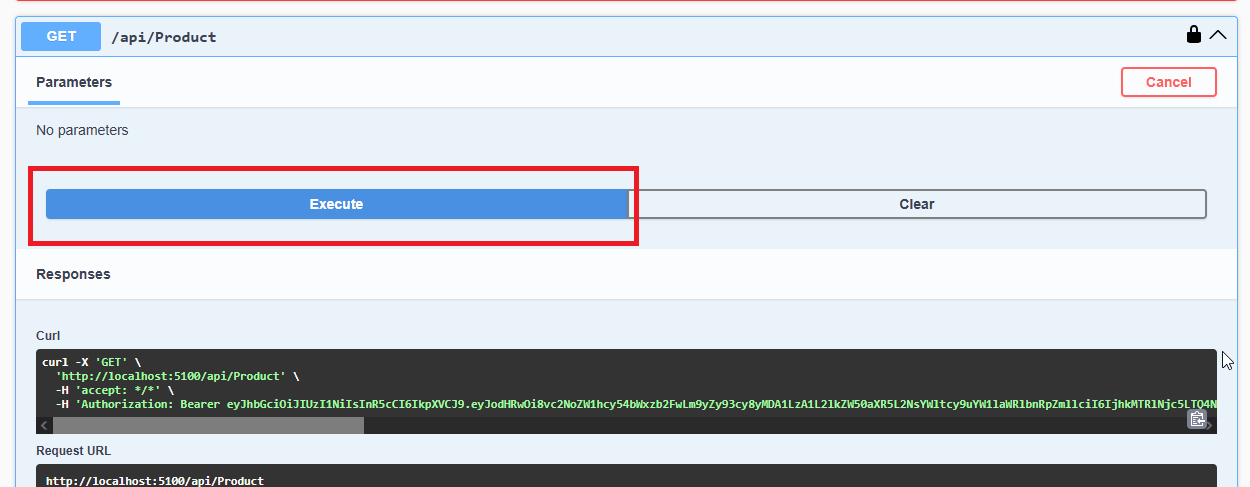 GET /api/Product
Parameters Cancel
No parameters
Execute Clear
Responses
Curl
curl -X 'GET' \
'http://localhost:5100/api/Product' \
-H 'accept: */*' \
-H 'Authorization: Bearer eyJhbGciOiJIUzI1NiIsInR5cCI6IkpXVCJ9.eyJodHRwOi8vc2NoZW1hcy54bWxzb2FwLm9yZy93cy8yMDA1LzA1L2lkZW50aXR5L2NsYWltcy9uYW1laWRlbnRpZmllciI6IjhkMTRlNjc5LTQ4N
Request URL
http://localhost:5100/api/Product